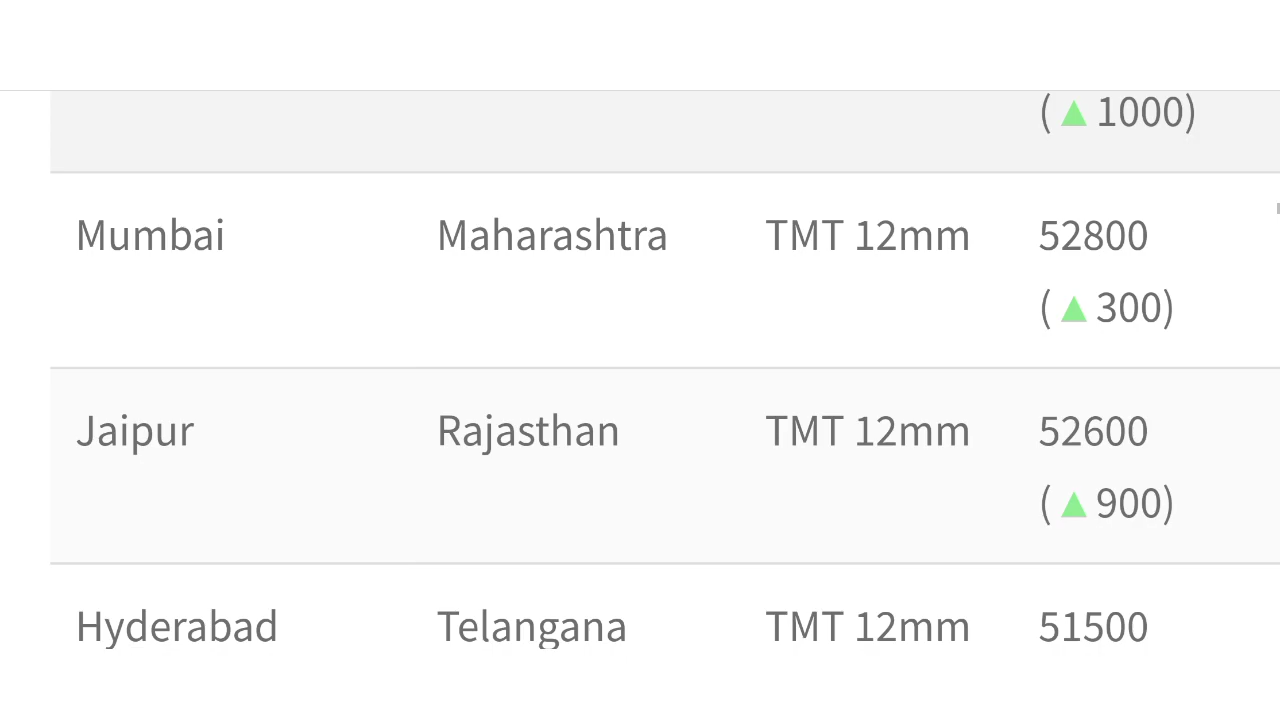 (▲1000)
Mumbai Maharashtra TMT 12mm 52800
(▲300)
Jaipur Rajasthan TMT 12mm 52600
(▲900)
Hyderabad Telangana TMT 12mm 51500